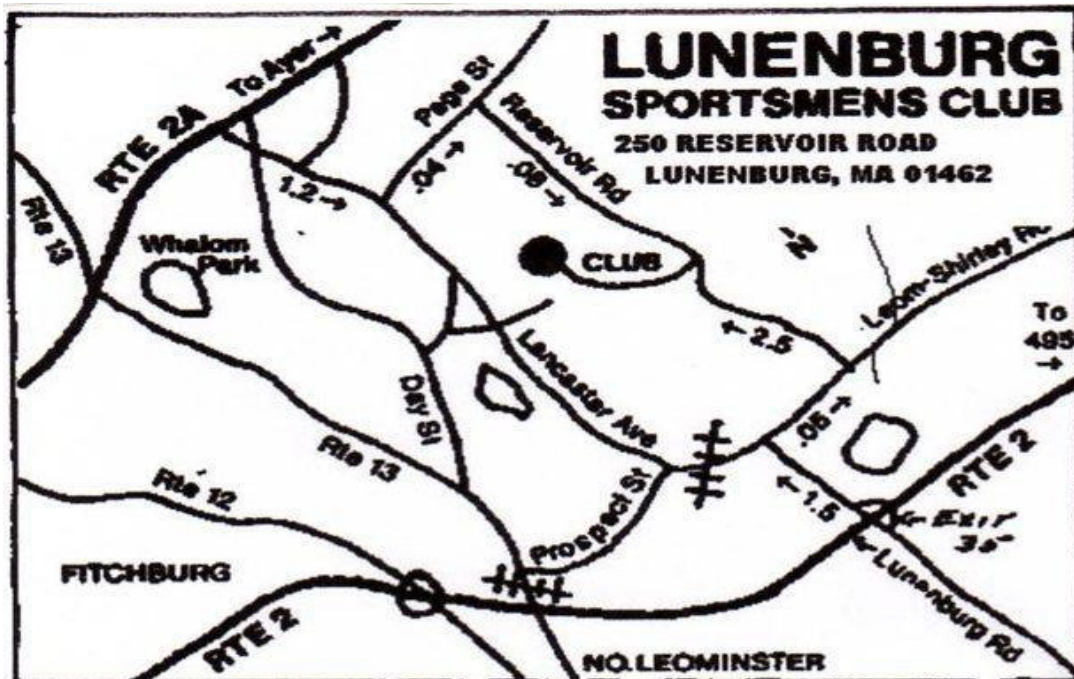 LUNENBURG
SPORTSMENS CLUB
250 RESERVOIR ROAD
LUNENBURG, MA 01462
To Ayer →
RTE 2A
Page St
Reservoir Rd
.04 →
.08 →
1.2 →
Rte 13
Whalom
Park
CLUB
N
Leom-Shirley Rd
To
495
→
← 2.5
Lancaster Ave
Day St
.05 →
Rte 13
RTE 2
Rte 12
← 1.5
Prospect St
← EXIT
35
FITCHBURG
← Lunenburg Rd
RTE 2
NO. LEOMINSTER